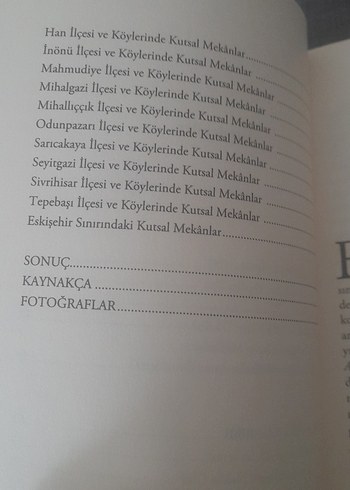 Han İlçesi ve Köylerinde Kutsal Mekânlar
İnönü İlçesi ve Köylerinde Kutsal Mekânlar
Mahmudiye İlçesi ve Köylerinde Kutsal Mekânlar
Mihalgazi İlçesi ve Köylerinde Kutsal Mekânlar
Mihallıççık İlçesi ve Köylerinde Kutsal Mekânlar
Odunpazarı İlçesi ve Köylerinde Kutsal Mekânlar
Sarıcakaya İlçesi ve Köylerinde Kutsal Mekânlar
Seyitgazi İlçesi ve Köylerinde Kutsal Mekânlar
Sivrihisar İlçesi ve Köylerinde Kutsal Mekânlar
Tepebaşı İlçesi ve Köylerinde Kutsal Mekânlar
Eskişehir Sınırındaki Kutsal Mekânlar
SONUÇ
KAYNAKÇA
FOTOĞRAFLAR